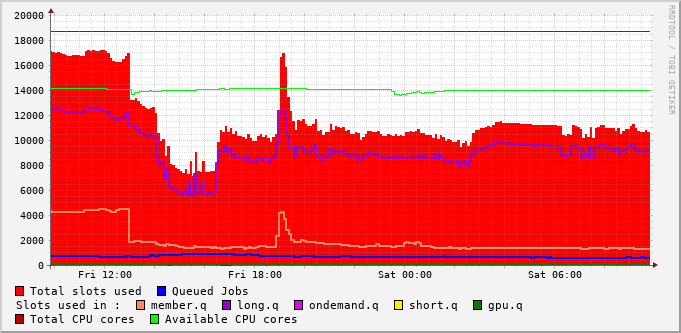 20000
18000
16000
14000
12000
10000
8000
6000
4000
2000
0
Fri 12:00 Fri 18:00 Sat 00:00 Sat 06:00
Total slots used Queued Jobs
Slots used in : member.q long.q ondemand.q short.q gpu.q
Total CPU cores Available CPU cores
RRDTOOL / TOBI OETIKER